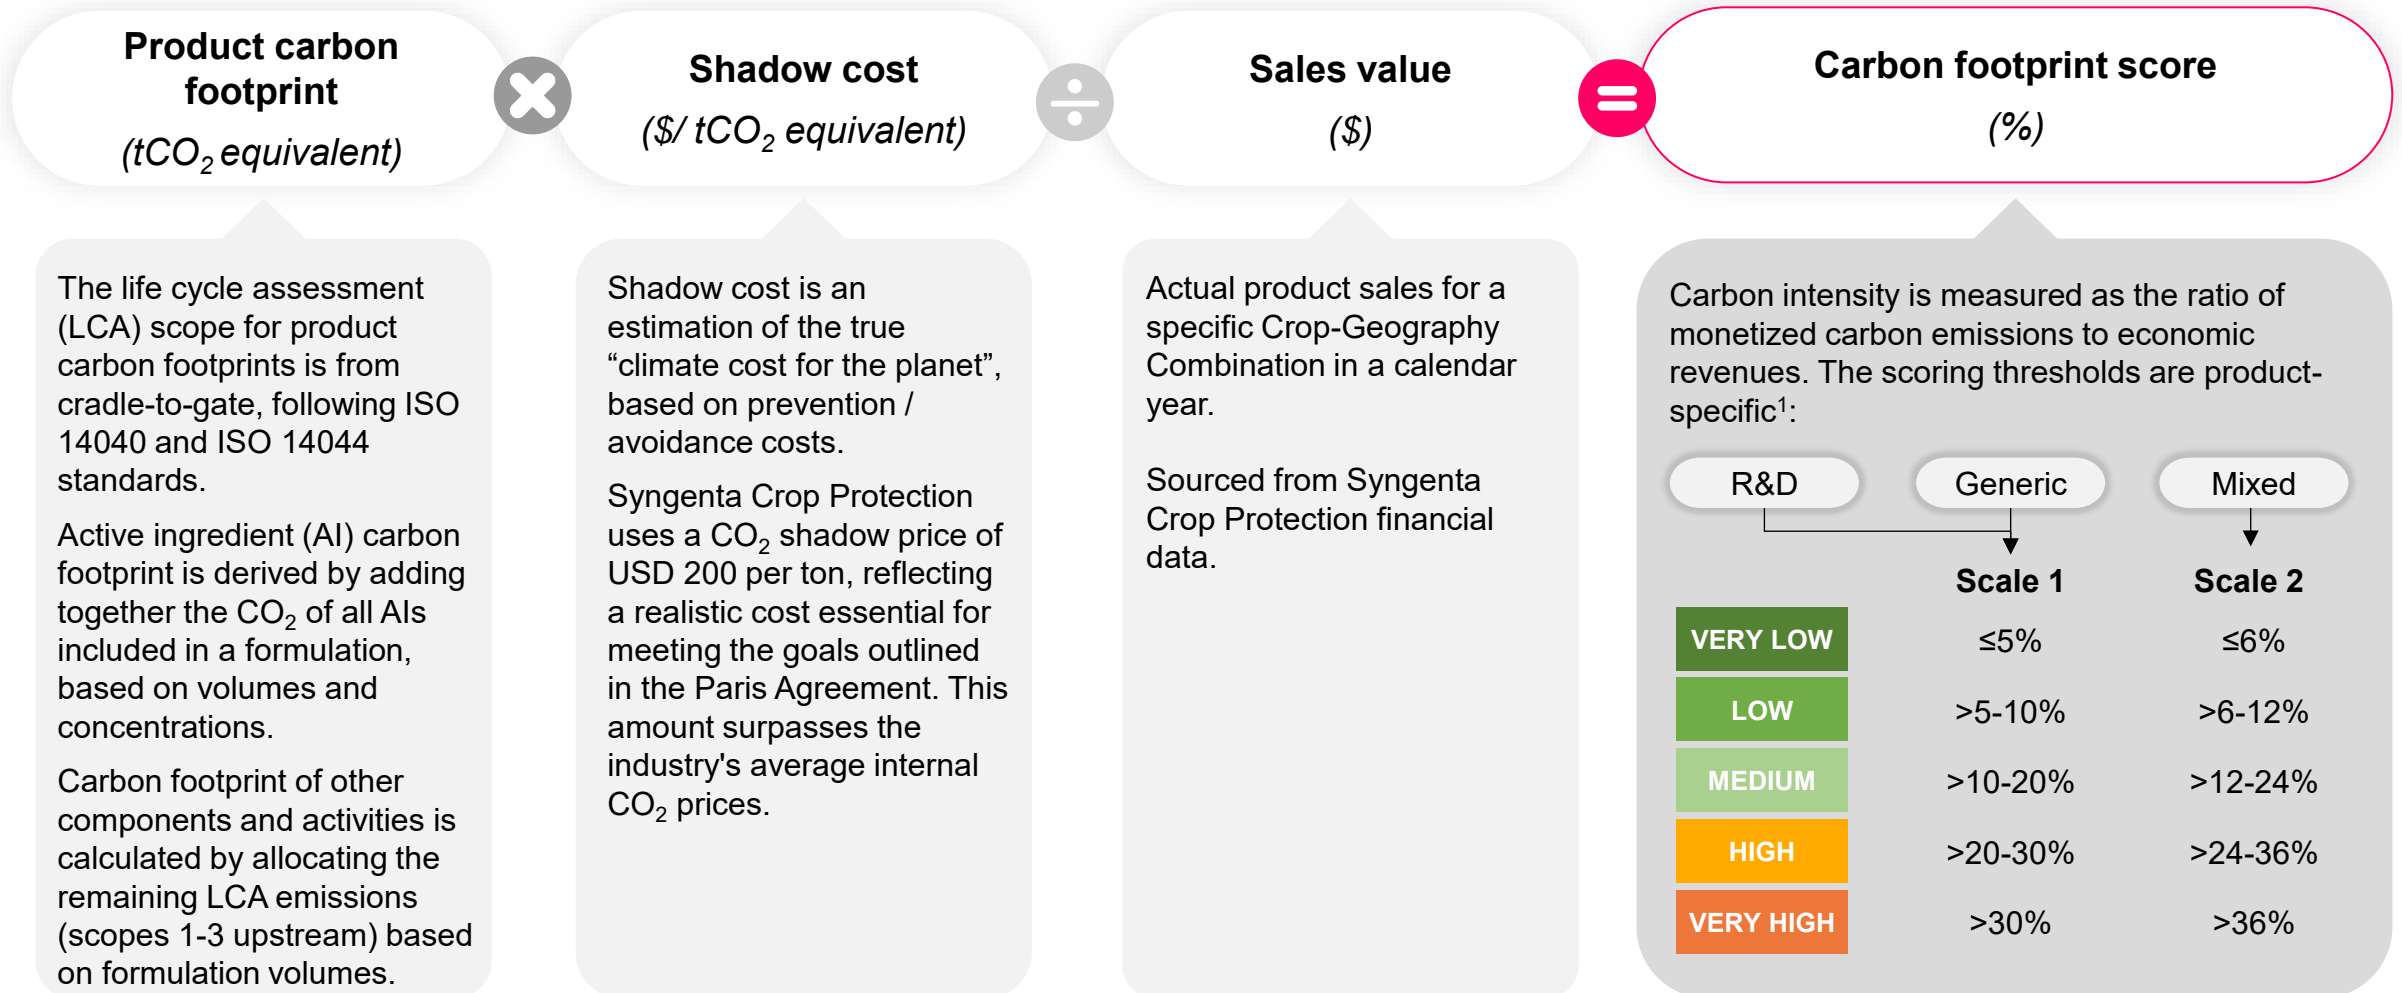 Product carbon
footprint
(tCO₂ equivalent)
Shadow cost
($/ tCO₂ equivalent)
Sales value
($)
Carbon footprint score
(%)
The life cycle assessment
(LCA) scope for product
carbon footprints is from
cradle-to-gate, following ISO
14040 and ISO 14044
standards.
Active ingredient (AI) carbon
footprint is derived by adding
together the CO₂ of all AIs
included in a formulation,
based on volumes and
concentrations.
Carbon footprint of other
components and activities is
calculated by allocating the
remaining LCA emissions
(scopes 1-3 upstream) based
on formulation volumes.
Shadow cost is an
estimation of the true
“climate cost for the planet”,
based on prevention /
avoidance costs.
Syngenta Crop Protection
uses a CO₂ shadow price of
USD 200 per ton, reflecting
a realistic cost essential for
meeting the goals outlined
in the Paris Agreement. This
amount surpasses the
industry's average internal
CO₂ prices.
Actual product sales for a
specific Crop-Geography
Combination in a calendar
year.
Sourced from Syngenta
Crop Protection financial
data.
Carbon intensity is measured as the ratio of
monetized carbon emissions to economic
revenues. The scoring thresholds are product-
specific¹:
R&D Generic Mixed
Scale 1 Scale 2
VERY LOW ≤5% ≤6%
LOW >5-10% >6-12%
MEDIUM >10-20% >12-24%
HIGH >20-30% >24-36%
VERY HIGH >30% >36%